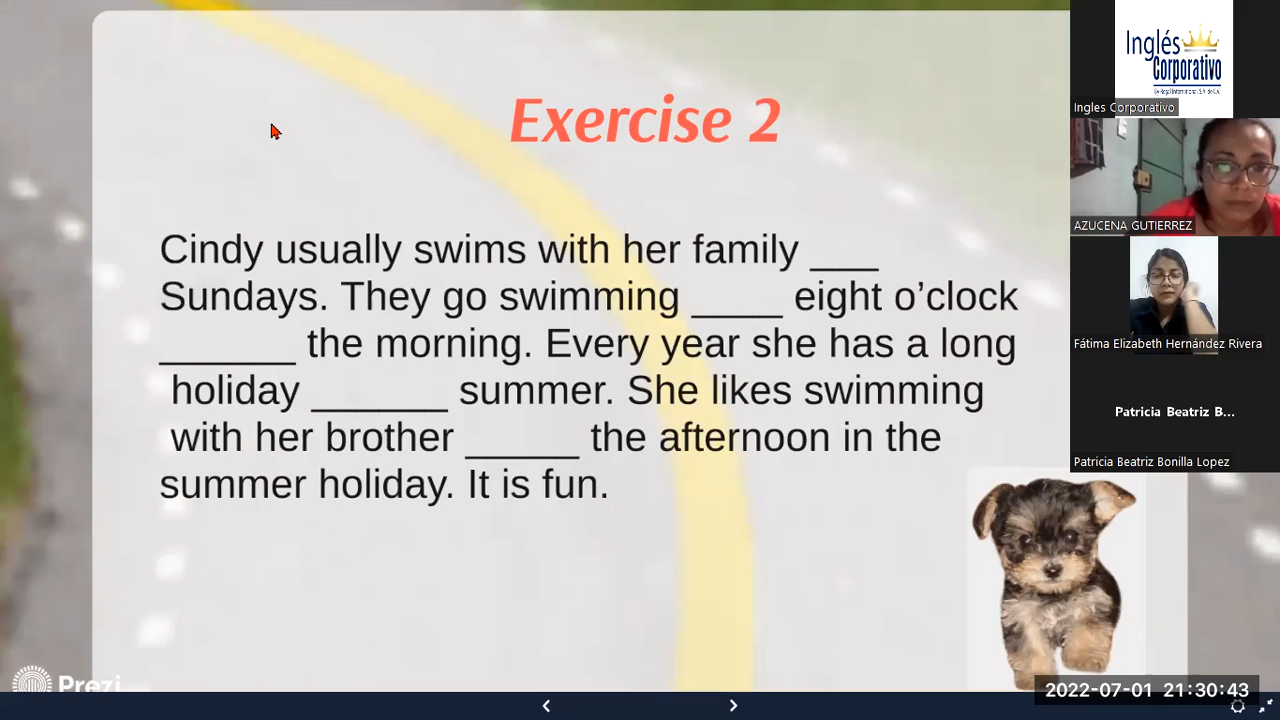 Exercise 2
Cindy usually swims with her family ___
Sundays. They go swimming ____ eight o’clock
______ the morning. Every year she has a long
holiday ______ summer. She likes swimming
with her brother _____ the afternoon in the
summer holiday. It is fun.
Prezi
Inglés
Corporativo
Ingles Corporativo
AZUCENA GUTIERREZ
Fátima Elizabeth Hernández Rivera
Patricia Beatriz B...
Patricia Beatriz Bonilla Lopez
2022-07-01 21:30:43